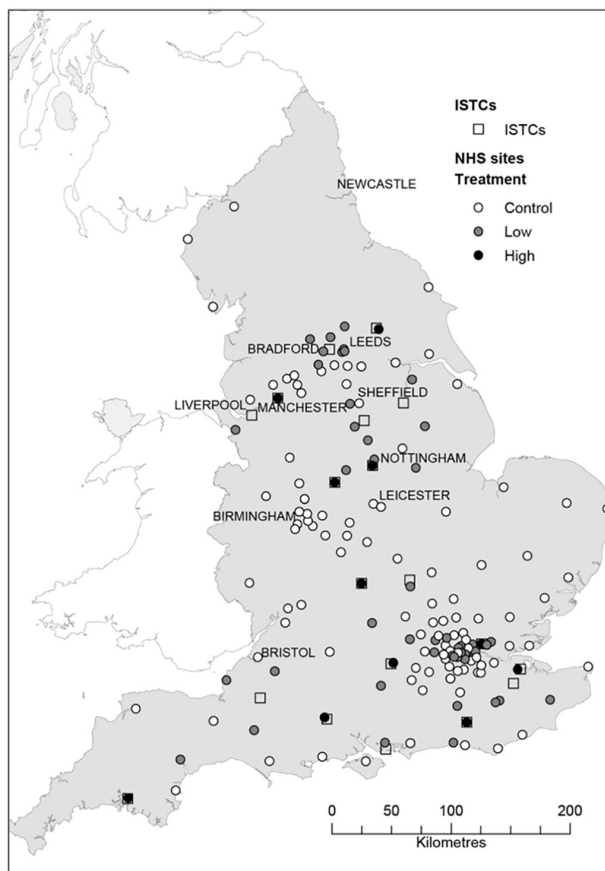 ISTCs
ISTCs
NHS sites
Treatment
Control
Low
High
NEWCASTLE
BRADFORD
LEEDS
LIVERPOOL
MANCHESTER
SHEFFIELD
NOTTINGHAM
LEICESTER
BIRMINGHAM
BRISTOL
0 50 100 200
Kilometres